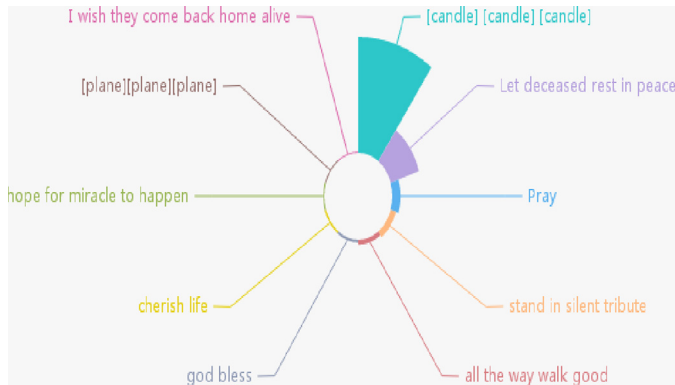 I wish they come back home alive
[candle] [candle] [candle]
[plane][plane][plane]
Let deceased rest in peace
hope for miracle to happen
Pray
cherish life
stand in silent tribute
god bless
all the way walk good